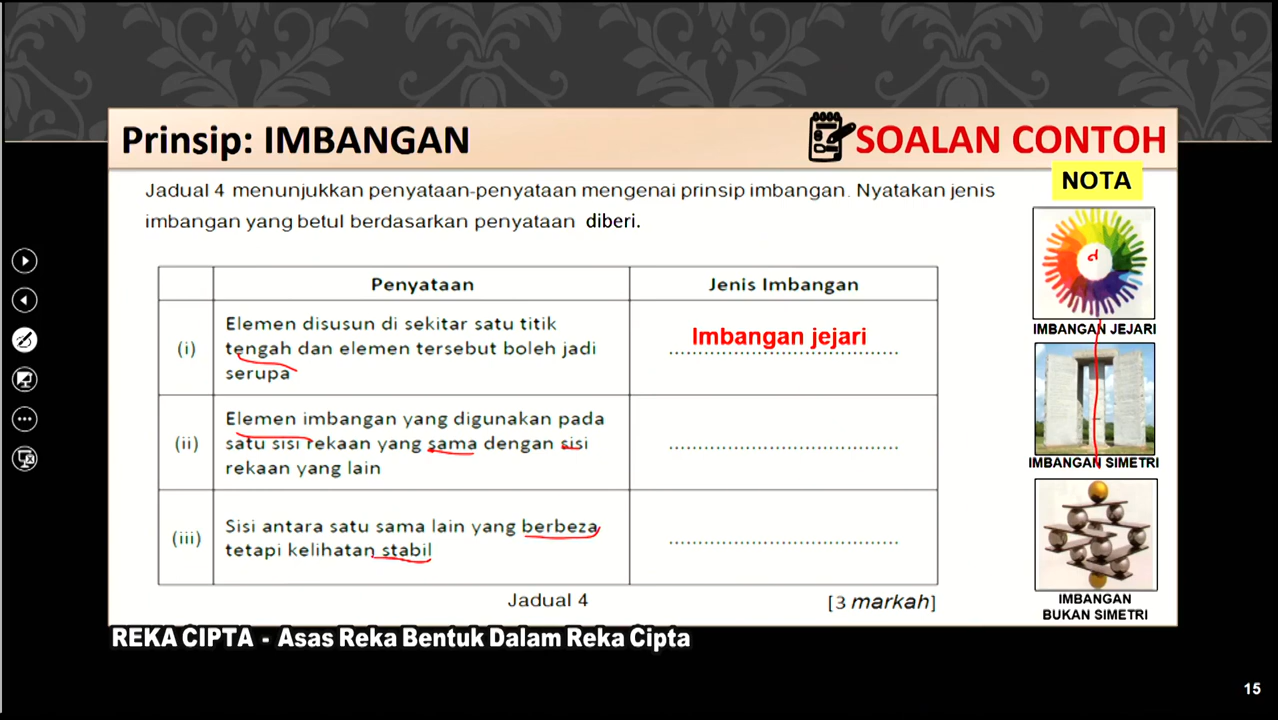 Prinsip: IMBANGAN
SOALAN CONTOH
Jadual 4 menunjukkan penyataan-penyataan mengenai prinsip imbangan. Nyatakan jenis
imbangan yang betul berdasarkan penyataan diberi.
Penyataan
Jenis Imbangan
(i)
Elemen disusun di sekitar satu titik
tengah dan elemen tersebut boleh jadi
serupa
Imbangan jejari
(ii)
Elemen imbangan yang digunakan pada
satu sisi rekaan yang sama dengan sisi
rekaan yang lain
(iii)
Sisi antara satu sama lain yang berbeza
tetapi kelihatan stabil
Jadual 4
[3 markah]
NOTA
IMBANGAN JEJARI
IMBANGAN SIMETRI
IMBANGAN
BUKAN SIMETRI
REKA CIPTA - Asas Reka Bentuk Dalam Reka Cipta
15